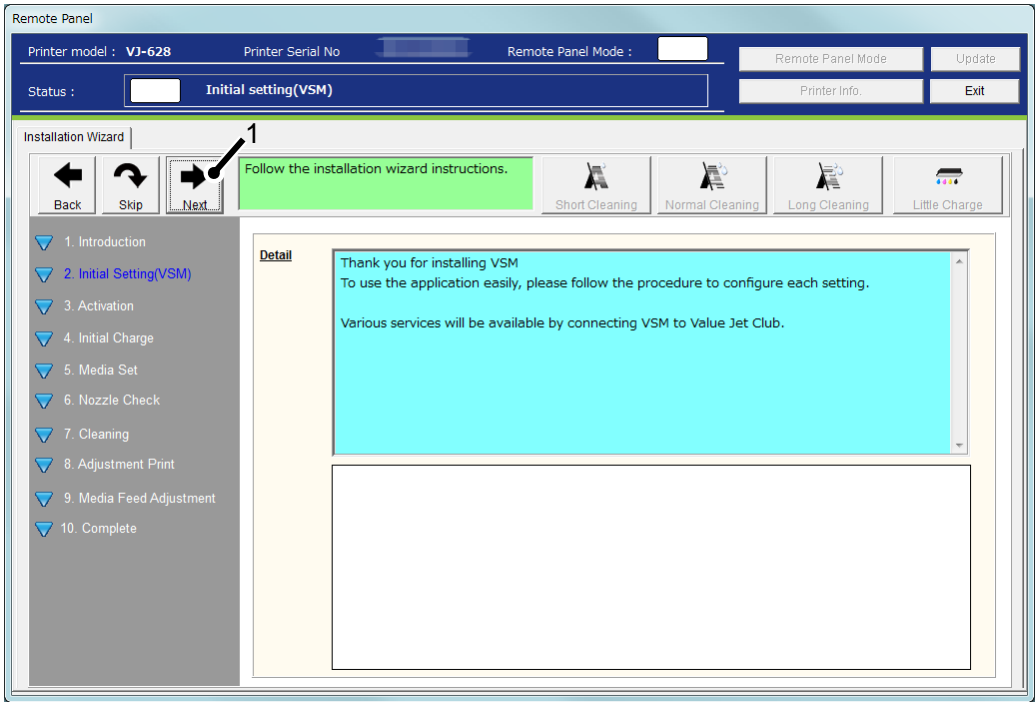 Remote Panel
Printer model : VJ-628 Printer Serial No Remote Panel Mode :
Remote Panel Mode Update
Status : Initial setting(VSM)
Printer Info. Exit
Installation Wizard
1
Back Skip Next
Follow the installation wizard instructions.
Short Cleaning Normal Cleaning Long Cleaning Little Charge
1. Introduction
2. Initial Setting(VSM)
3. Activation
4. Initial Charge
5. Media Set
6. Nozzle Check
7. Cleaning
8. Adjustment Print
9. Media Feed Adjustment
10. Complete
Detail
Thank you for installing VSM
To use the application easily, please follow the procedure to configure each setting.
Various services will be available by connecting VSM to Value Jet Club.